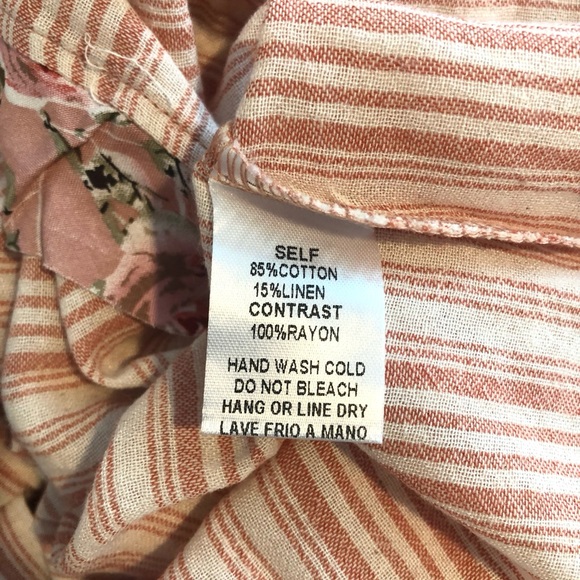 SELF
85%COTTON
15%LINEN
CONTRAST
100%RAYON
HAND WASH COLD
DO NOT BLEACH
HANG OR LINE DRY
LAVE FRIO A MANO